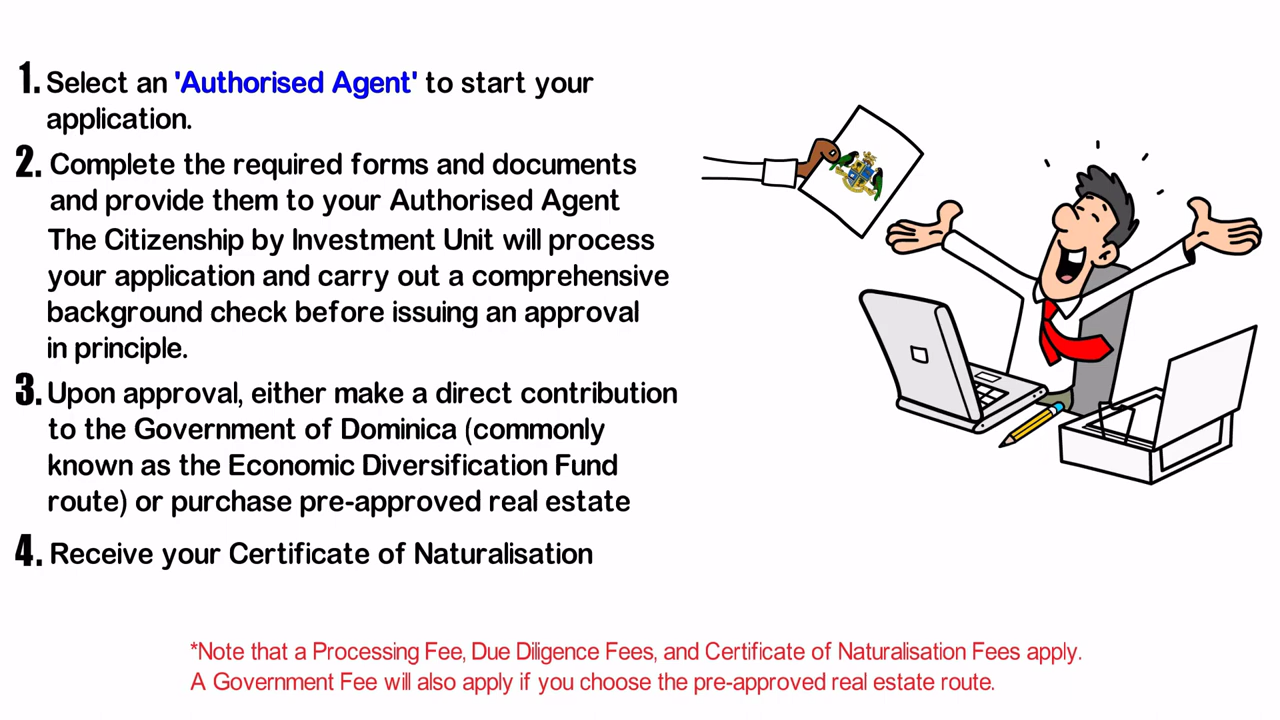 1. Select an 'Authorised Agent' to start your
application.
2. Complete the required forms and documents
and provide them to your Authorised Agent
The Citizenship by Investment Unit will process
your application and carry out a comprehensive
background check before issuing an approval
in principle.
3. Upon approval, either make a direct contribution
to the Government of Dominica (commonly
known as the Economic Diversification Fund
route) or purchase pre-approved real estate
4. Receive your Certificate of Naturalisation
*Note that a Processing Fee, Due Diligence Fees, and Certificate of Naturalisation Fees apply.
A Government Fee will also apply if you choose the pre-approved real estate route.